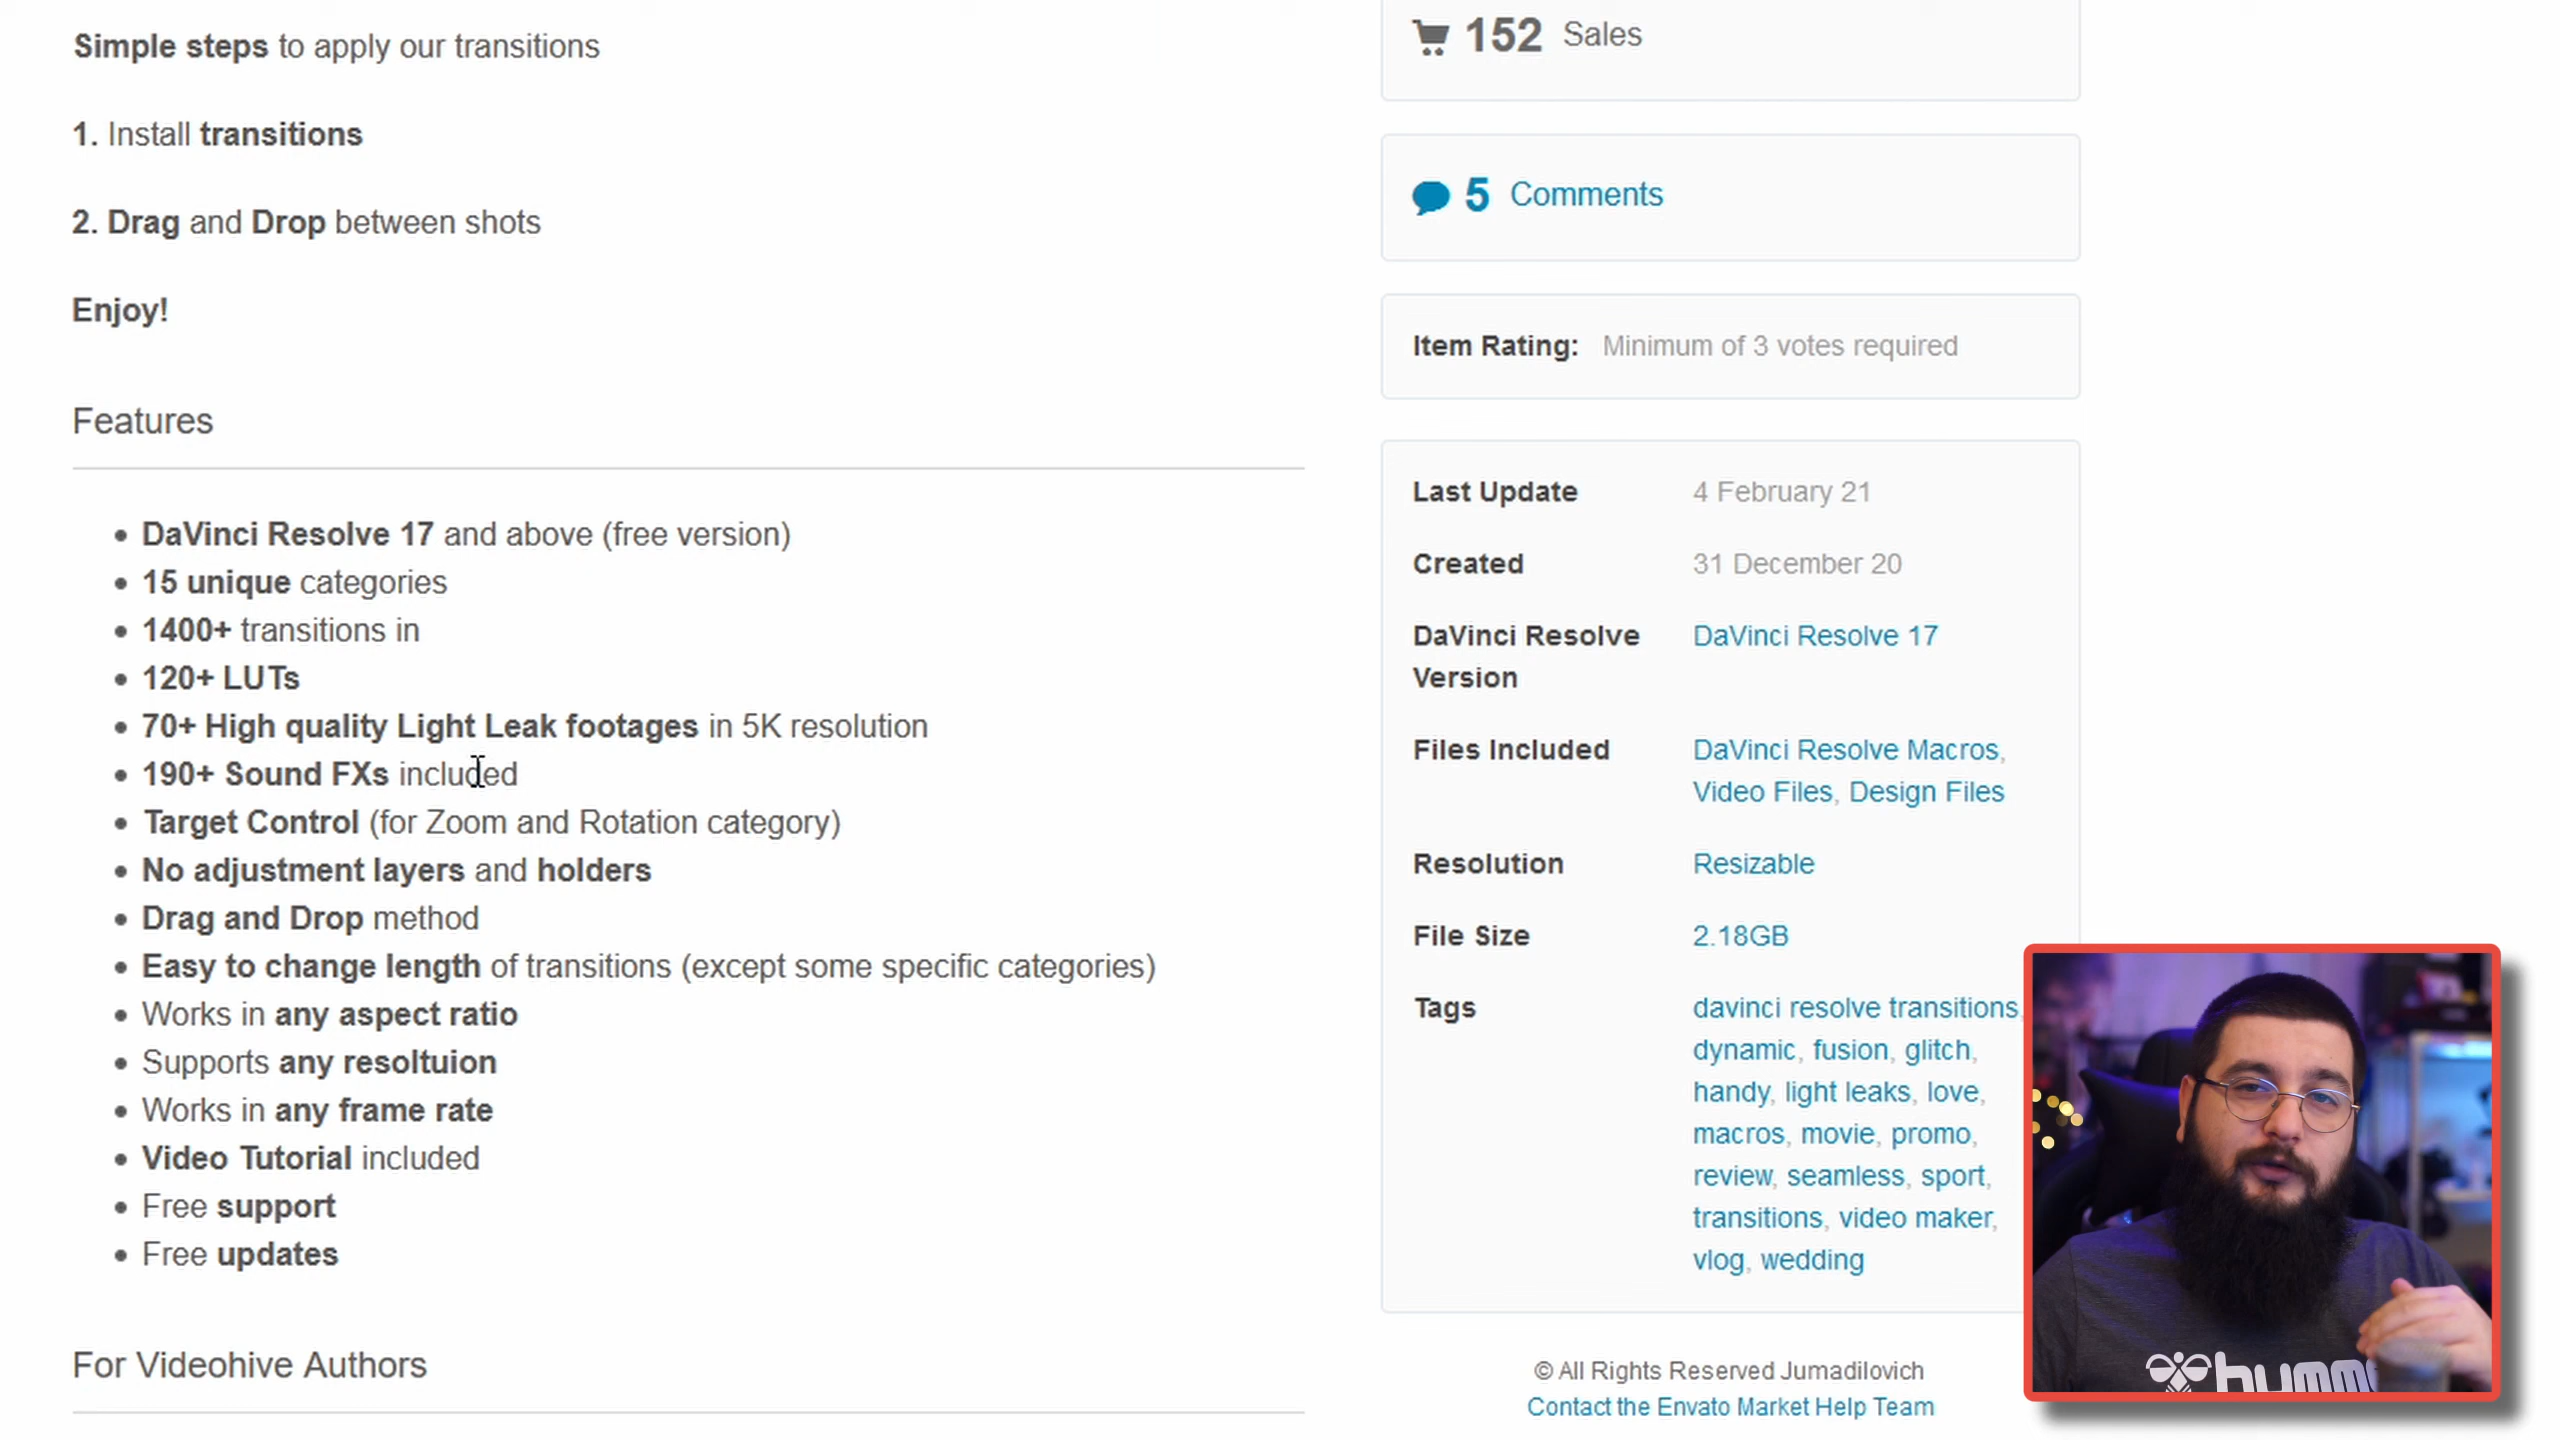 Simple steps to apply our transitions
1. Install transitions
2. Drag and Drop between shots
Enjoy!
Features
DaVinci Resolve 17 and above (free version)
15 unique categories
1400+ transitions in
120+ LUTs
70+ High quality Light Leak footages in 5K resolution
190+ Sound FXs included
Target Control (for Zoom and Rotation category)
No adjustment layers and holders
Drag and Drop method
Easy to change length of transitions (except some specific categories)
Works in any aspect ratio
Supports any resoltuion
Works in any frame rate
Video Tutorial included
Free support
Free updates
For Videohive Authors
152 Sales
5 Comments
Item Rating: Minimum of 3 votes required
Last Update 4 February 21
Created 31 December 20
DaVinci Resolve DaVinci Resolve 17
Version
Files Included DaVinci Resolve Macros,
Video Files, Design Files
Resolution Resizable
File Size 2.18GB
Tags davinci resolve transitions,
dynamic, fusion, glitch,
handy, light leaks, love,
macros, movie, promo,
review, seamless, sport,
transitions, video maker,
vlog, wedding
© All Rights Reserved Jumadilovich
Contact the Envato Market Help Team